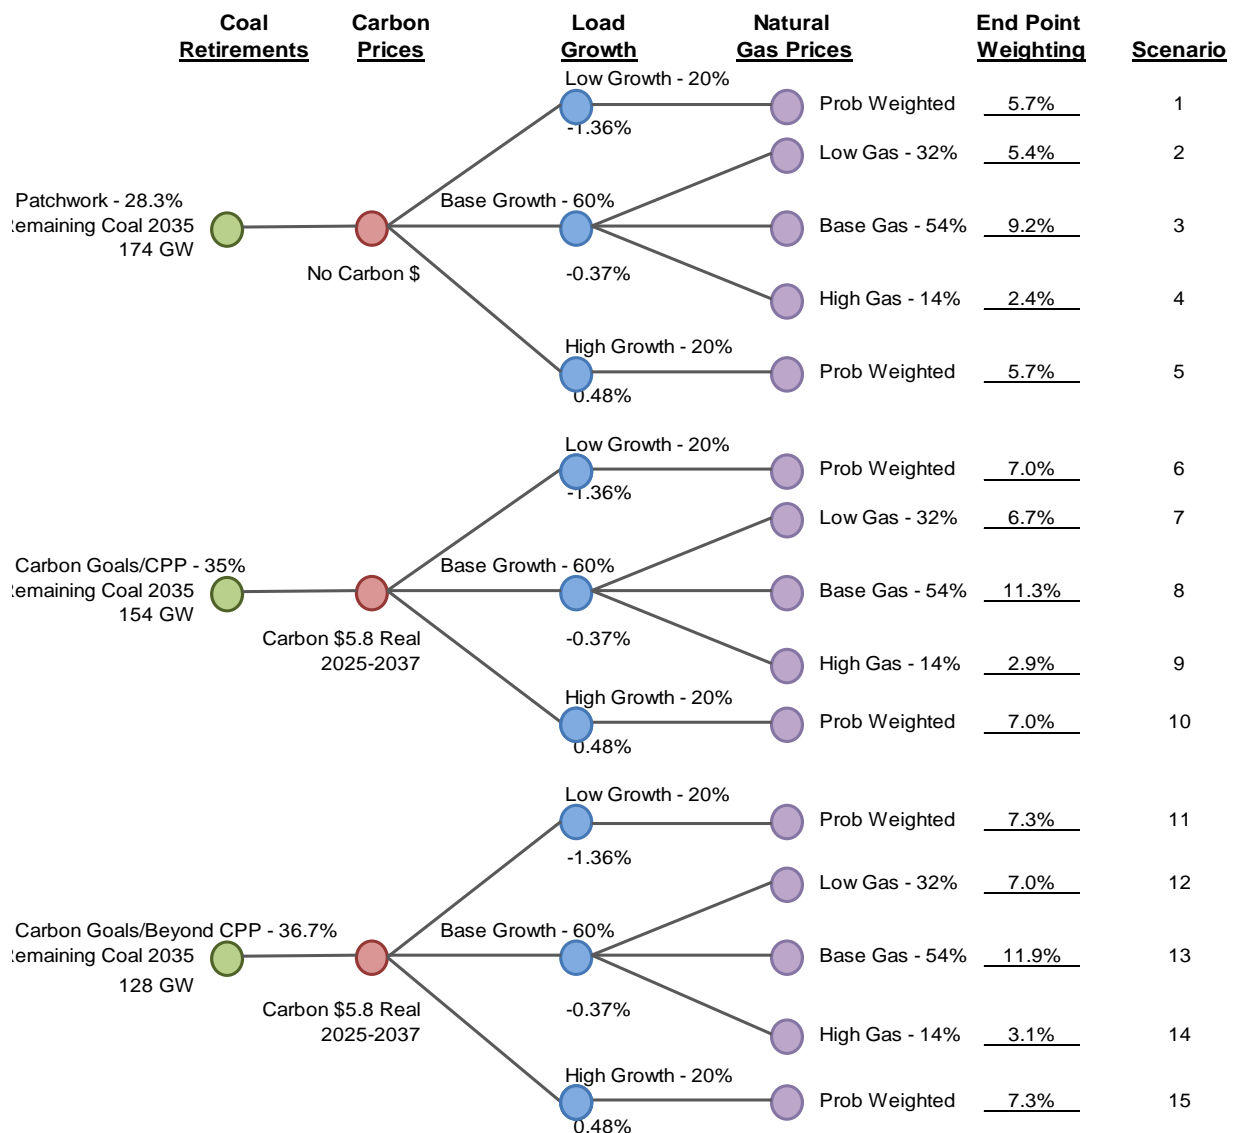 Coal Retirements
Carbon Prices
Load Growth
Natural Gas Prices
End Point Weighting
Scenario
Low Growth - 20%
-1.36%
Prob Weighted 5.7% 1
Low Gas - 32% 5.4% 2
Patchwork - 28.3%
Remaining Coal 2035
174 GW
No Carbon $
Base Growth - 60%
-0.37%
Base Gas - 54% 9.2% 3
High Gas - 14% 2.4% 4
High Growth - 20%
0.48%
Prob Weighted 5.7% 5
Low Growth - 20%
-1.36%
Prob Weighted 7.0% 6
Low Gas - 32% 6.7% 7
Carbon Goals/CPP - 35%
Remaining Coal 2035
154 GW
Carbon $5.8 Real
2025-2037
Base Growth - 60%
-0.37%
Base Gas - 54% 11.3% 8
High Gas - 14% 2.9% 9
High Growth - 20%
0.48%
Prob Weighted 7.0% 10
Low Growth - 20%
-1.36%
Prob Weighted 7.3% 11
Low Gas - 32% 7.0% 12
Carbon Goals/Beyond CPP - 36.7%
Remaining Coal 2035
128 GW
Carbon $5.8 Real
2025-2037
Base Growth - 60%
-0.37%
Base Gas - 54% 11.9% 13
High Gas - 14% 3.1% 14
High Growth - 20%
0.48%
Prob Weighted 7.3% 15